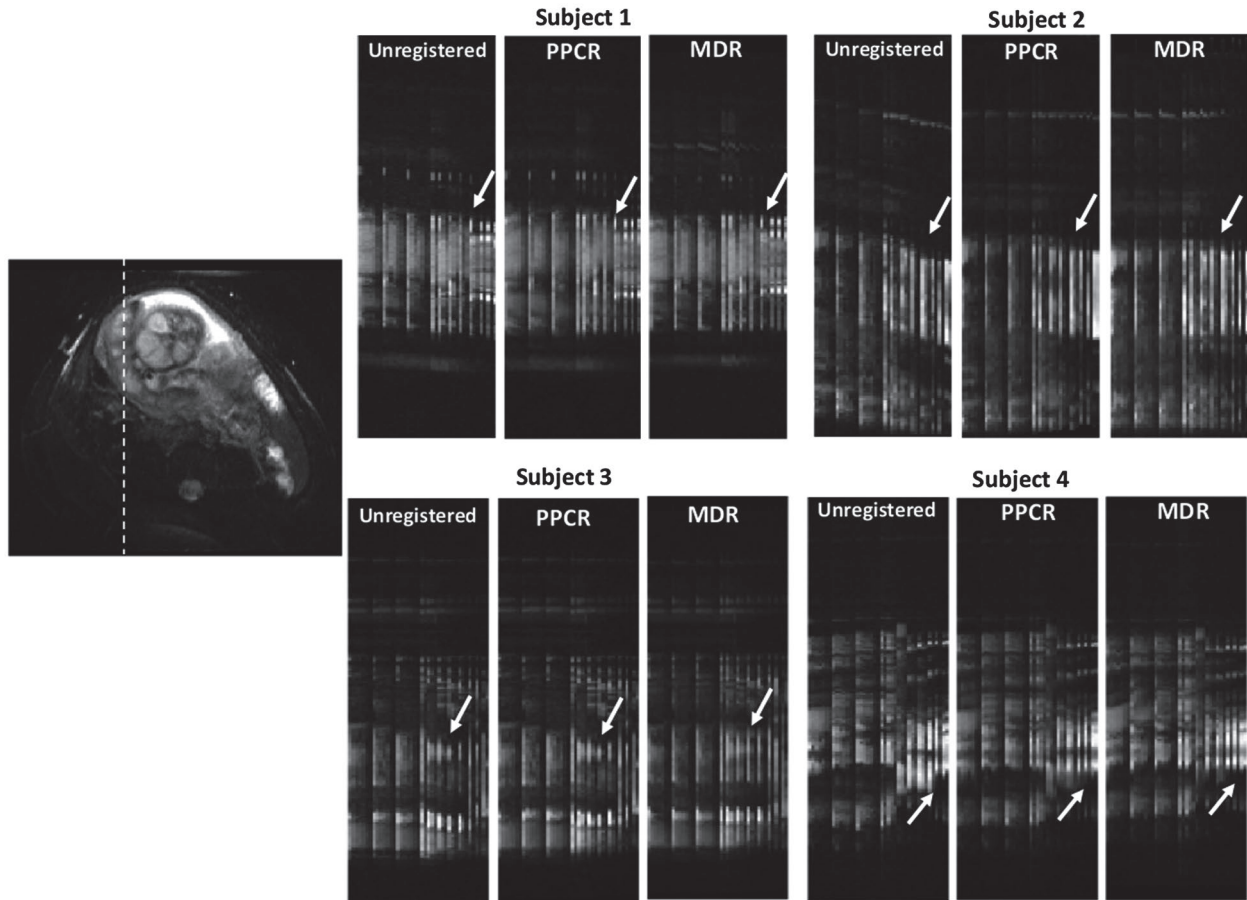 Subject 1
Unregistered PPCR MDR
Subject 2
Unregistered PPCR MDR
Subject 3
Unregistered PPCR MDR
Subject 4
Unregistered PPCR MDR